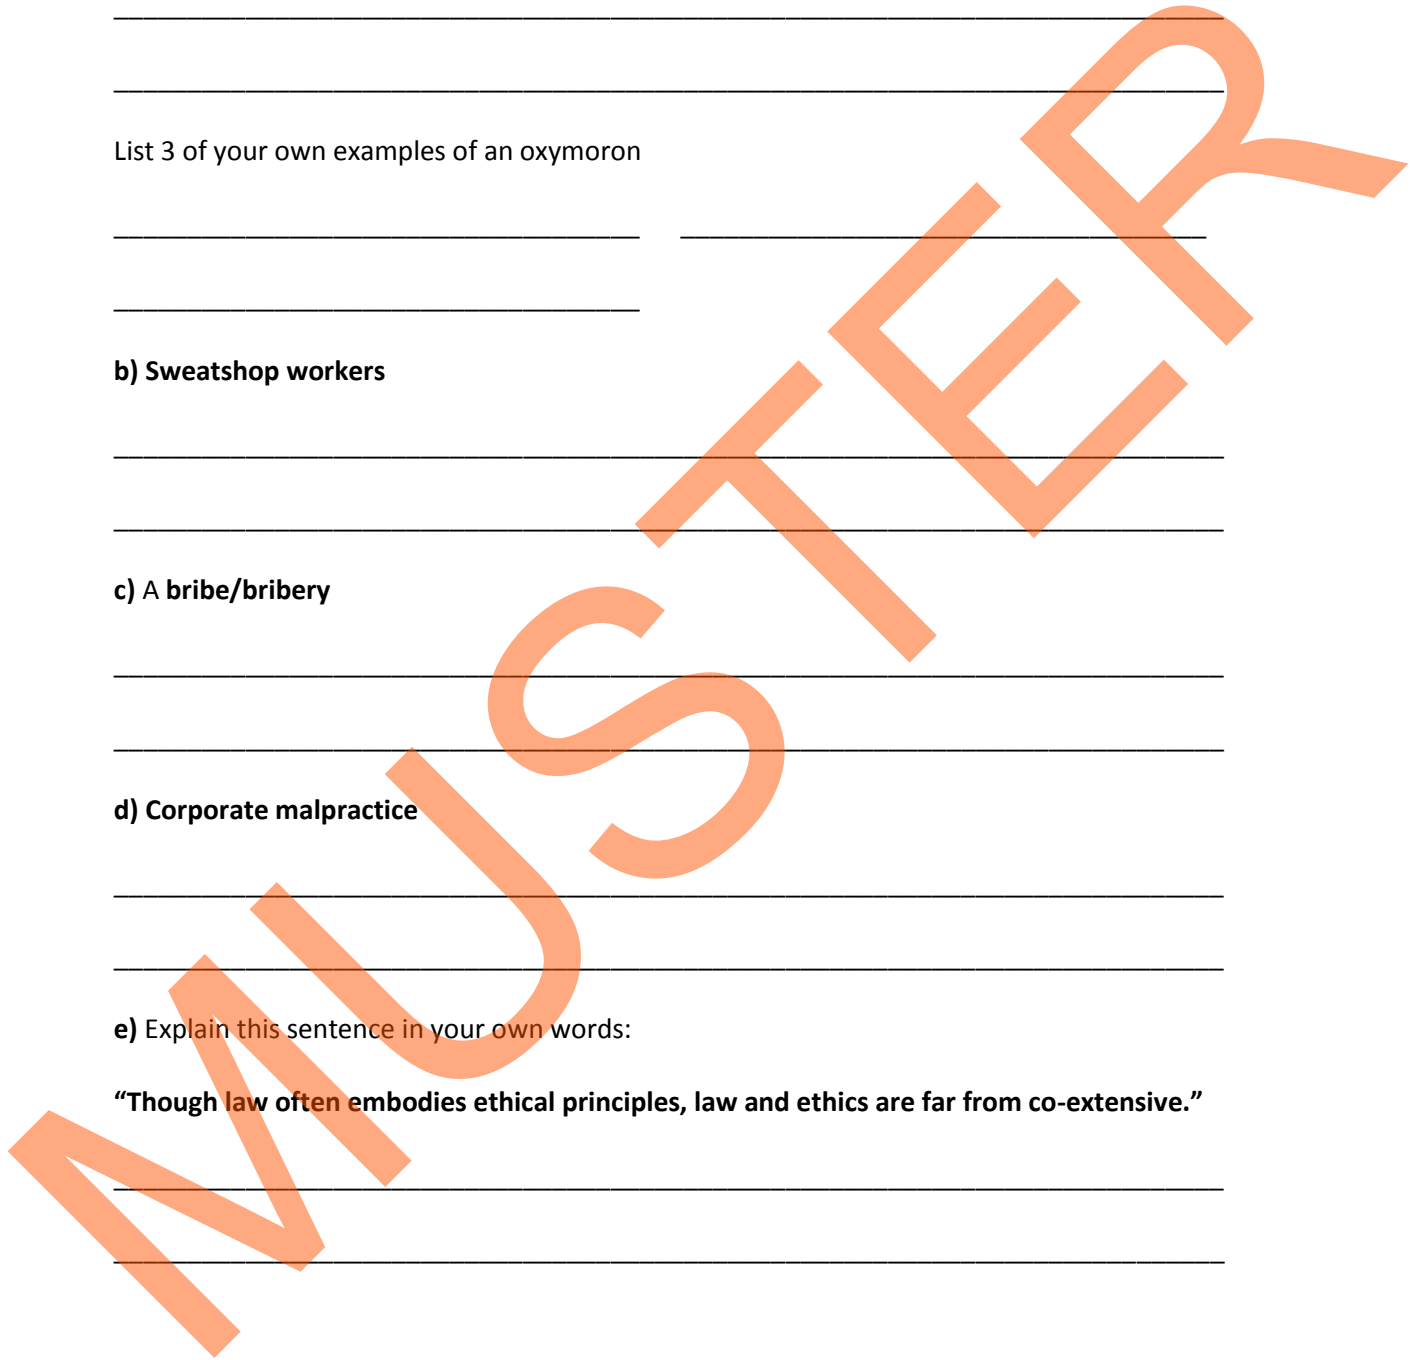 List 3 of your own examples of an oxymoron
b) Sweatshop workers
c) A bribe/bribery
d) Corporate malpractice
e) Explain this sentence in your own words:
“Though law often embodies ethical principles, law and ethics are far from co-extensive.”
MUSTER